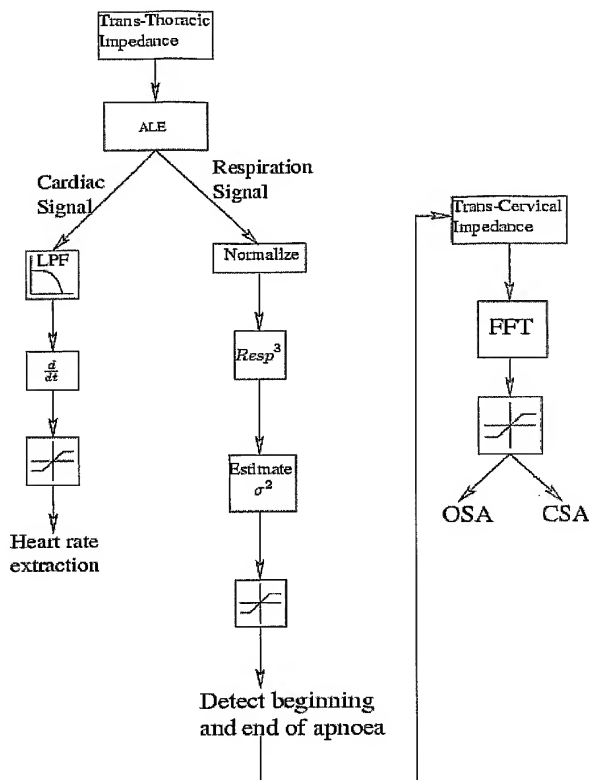 Trans-Thoracic
Impedance
ALE
Cardiac
Signal
Respiration
Signal
LPF
d/dt
Heart rate
extraction
Normalize
Resp³
Estimate
σ²
Detect beginning
and end of apnoea
Trans-Cervical
Impedance
FFT
OSA
CSA